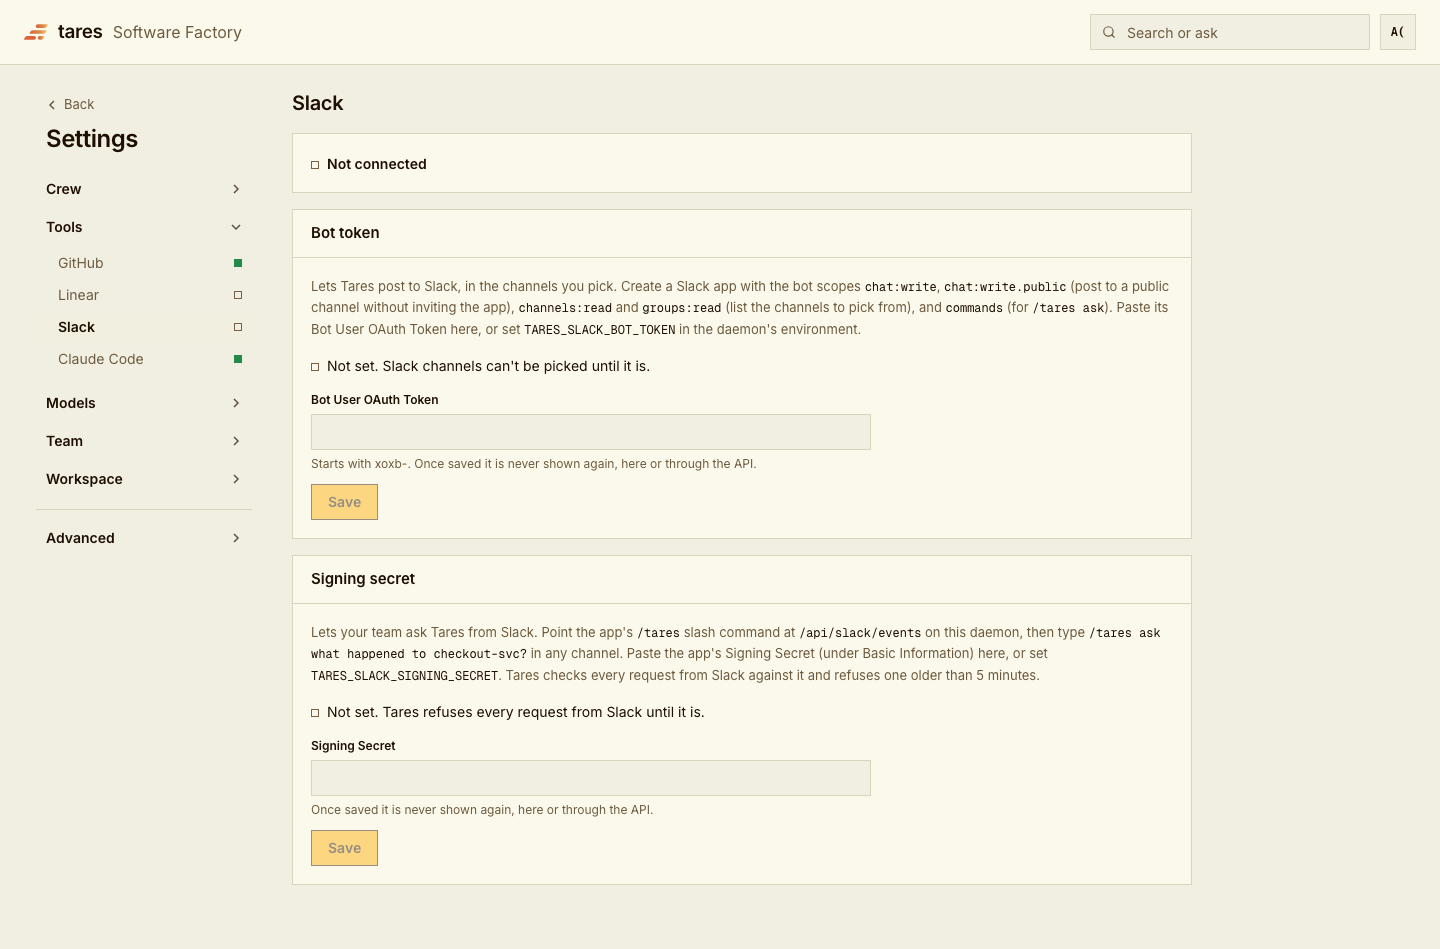 tares Software Factory
Search or ask
A(
Back
Settings
Crew
Tools
GitHub
Linear
Slack
Claude Code
Models
Team
Workspace
Advanced
Slack
Not connected
Bot token
Lets Tares post to Slack, in the channels you pick. Create a Slack app with the bot scopes chat:write, chat:write.public (post to a public
channel without inviting the app), channels:read and groups:read (list the channels to pick from), and commands (for /tares ask). Paste its
Bot User OAuth Token here, or set TARES_SLACK_BOT_TOKEN in the daemon's environment.
Not set. Slack channels can't be picked until it is.
Bot User OAuth Token
Starts with xoxb-. Once saved it is never shown again, here or through the API.
Save
Signing secret
Lets your team ask Tares from Slack. Point the app's /tares slash command at /api/slack/events on this daemon, then type /tares ask
what happened to checkout-svc? in any channel. Paste the app's Signing Secret (under Basic Information) here, or set
TARES_SLACK_SIGNING_SECRET. Tares checks every request from Slack against it and refuses one older than 5 minutes.
Not set. Tares refuses every request from Slack until it is.
Signing Secret
Once saved it is never shown again, here or through the API.
Save